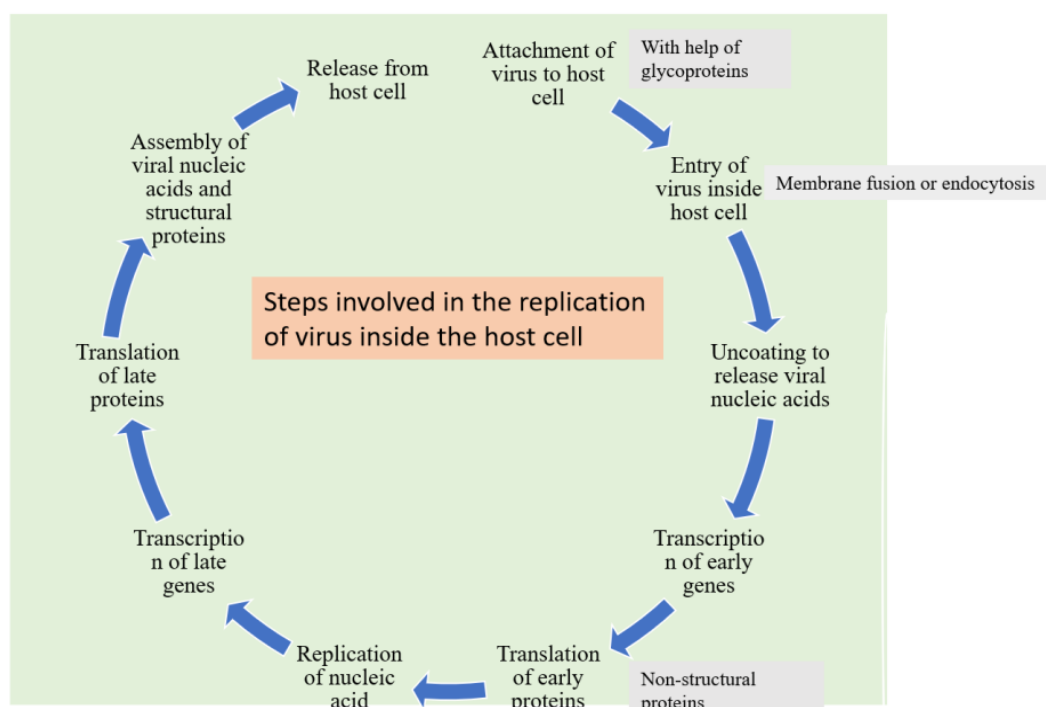 Attachment of
virus to host
cell
With help of
glycoproteins
Entry of
virus inside
host cell
Membrane fusion or endocytosis
Uncoating to
release viral
nucleic acids
Transcriptio
n of early
genes
Translation
of early
proteins
Non-structural
proteins
Replication
of nucleic
acid
Transcriptio
n of late
genes
Translation
of late
proteins
Assembly of
viral nucleic
acids and
structural
proteins
Release from
host cell
Steps involved in the replication
of virus inside the host cell